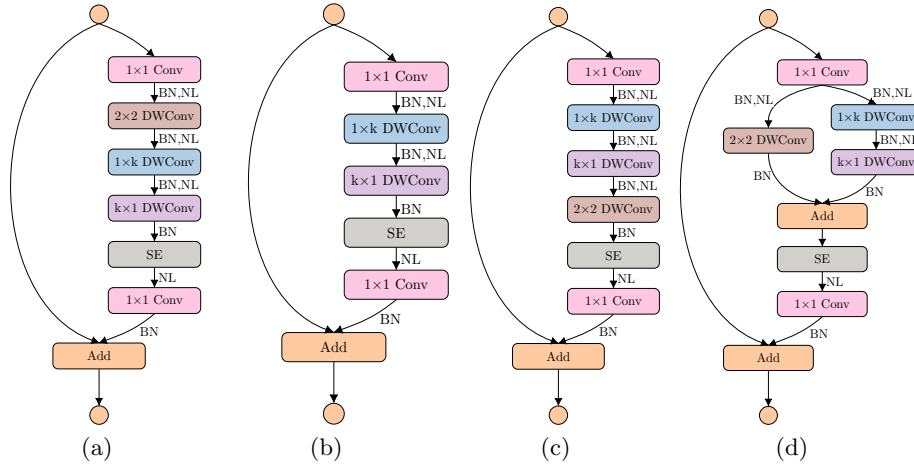 1×1 Conv
BN,NL
2×2 DWConv
BN,NL
1×k DWConv
BN,NL
k×1 DWConv
BN
SE
NL
1×1 Conv
BN
Add
(a)
1×1 Conv
BN,NL
1×k DWConv
BN,NL
k×1 DWConv
BN
SE
NL
1×1 Conv
BN
Add
(b)
1×1 Conv
BN,NL
1×k DWConv
BN,NL
k×1 DWConv
BN,NL
2×2 DWConv
BN
SE
NL
1×1 Conv
BN
Add
(c)
1×1 Conv
BN,NL
BN,NL
2×2 DWConv
1×k DWConv
BN,NL
k×1 DWConv
BN
BN
Add
SE
NL
1×1 Conv
BN
Add
(d)